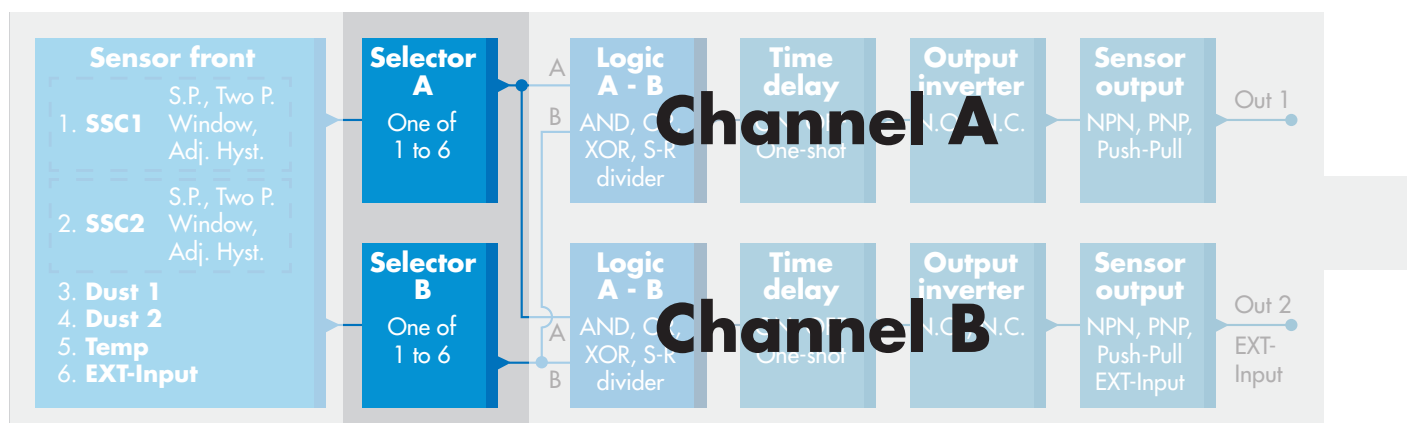 Sensor front
1. SSC1
S.P., Two P.
Window,
Adj. Hyst.
2. SSC2
S.P., Two P.
Window,
Adj. Hyst.
3. Dust 1
4. Dust 2
5. Temp
6. EXT-Input
Selector
A
One of
1 to 6
Selector
B
One of
1 to 6
A
B
Logic
A - B
AND,
XOR, S-R
divider
Time
delay
One-shot
Output
inverter
Sensor
output
NPN, PNP,
Push-Pull
Out 1
Channel A
A
B
Logic
A - B
AND,
XOR, S-R
divider
Time
delay
One-shot
Output
inverter
Sensor
output
NPN, PNP,
Push-Pull
EXT-Input
Out 2
EXT-
Input
Channel B